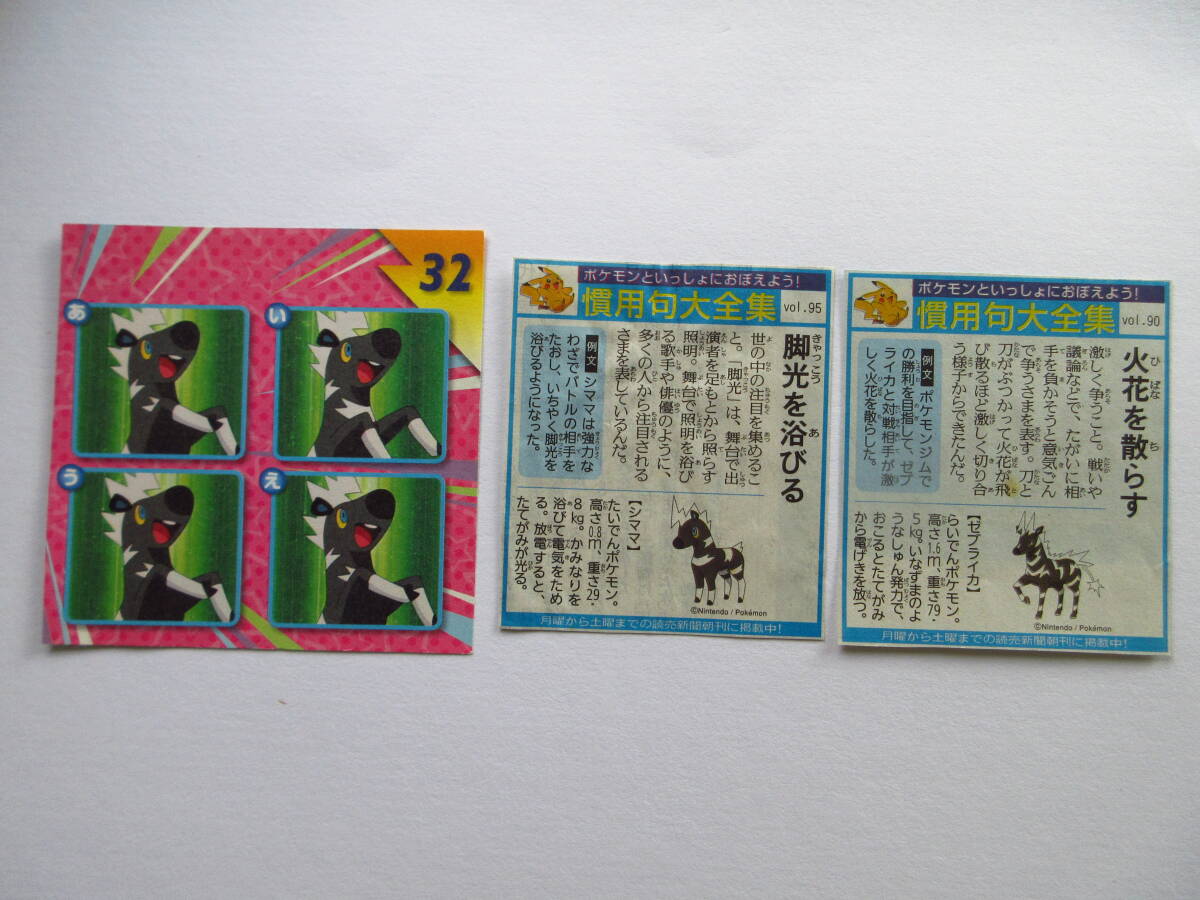 32
あ
い
う
え
ポケモンといっしょにおぼえよう!
慣用句大全集
vol.95
脚光を浴びる
きゃっこう あ
世の中の注目を集めるこ
と。「脚光」は、舞台で出
演者を足もとから照らす
照明。舞台で照明を浴び
る歌手や俳優のように、
多くの人から注目される
さまを表しているんだ。
例文 シママは強力な
わざでバトルの相手を
たおし、いちやく脚光を
浴びるようになった。
【シママ】
たいでんポケモン。
高さ0.8m、重さ29.
8kg。かみなりを
浴びて電気をため
る。放電すると、
たてがみが光る。
©Nintendo / Pokémon
月曜から土曜までの読売新聞朝刊に掲載中!
ポケモンといっしょにおぼえよう!
慣用句大全集
vol.90
火花を散らす
ひばな ち
激しく争うこと。戦いや
議論などで、たがいに相
手を負かそうと意気ごん
で争うさまを表す。刀と
刀がぶつかって火花が飛
び散るほど激しく切り合
う様子からできたんだ。
例文 ポケモンジムで
の勝利を目指して、ゼブ
ライカと対戦相手が激
しく火花を散らした。
【ゼブライカ】
らいでんポケモン。
高さ1.6m、重さ79.
5kg。いなずまのよ
うなしゅん発力で、
おこるとたてがみ
から電げきを放つ。
©Nintendo / Pokémon
月曜から土曜までの読売新聞朝刊に掲載中!